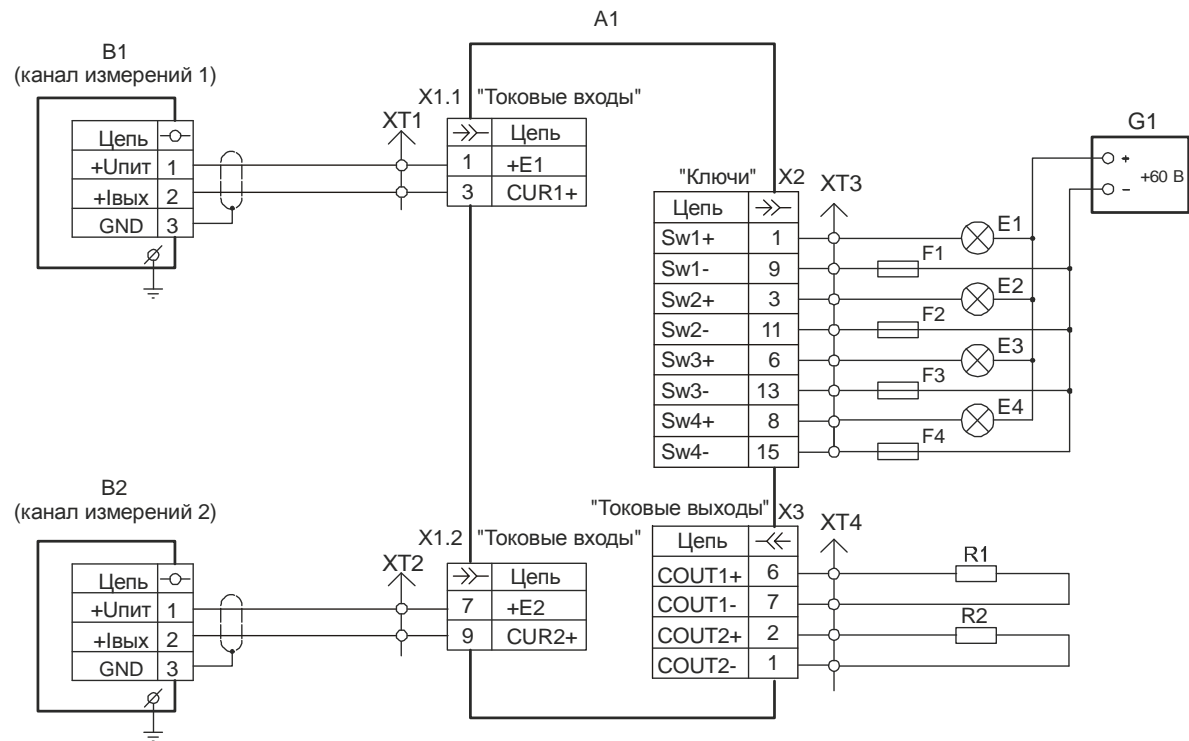 A1
B1
(канал измерений 1)
Цепь
+Uпит 1
+Iвых 2
GND 3
XT1
X1.1 "Токовые входы"
Цепь
1 +E1
3 CUR1+
"Ключи" X2
XT3
Цепь
Sw1+ 1
Sw1- 9
Sw2+ 3
Sw2- 11
Sw3+ 6
Sw3- 13
Sw4+ 8
Sw4- 15
E1
F1
E2
F2
E3
F3
E4
F4
G1
+
+60 В
–
B2
(канал измерений 2)
Цепь
+Uпит 1
+Iвых 2
GND 3
XT2
X1.2 "Токовые входы"
Цепь
7 +E2
9 CUR2+
"Токовые выходы" X3
XT4
Цепь
COUT1+ 6
COUT1- 7
COUT2+ 2
COUT2- 1
R1
R2